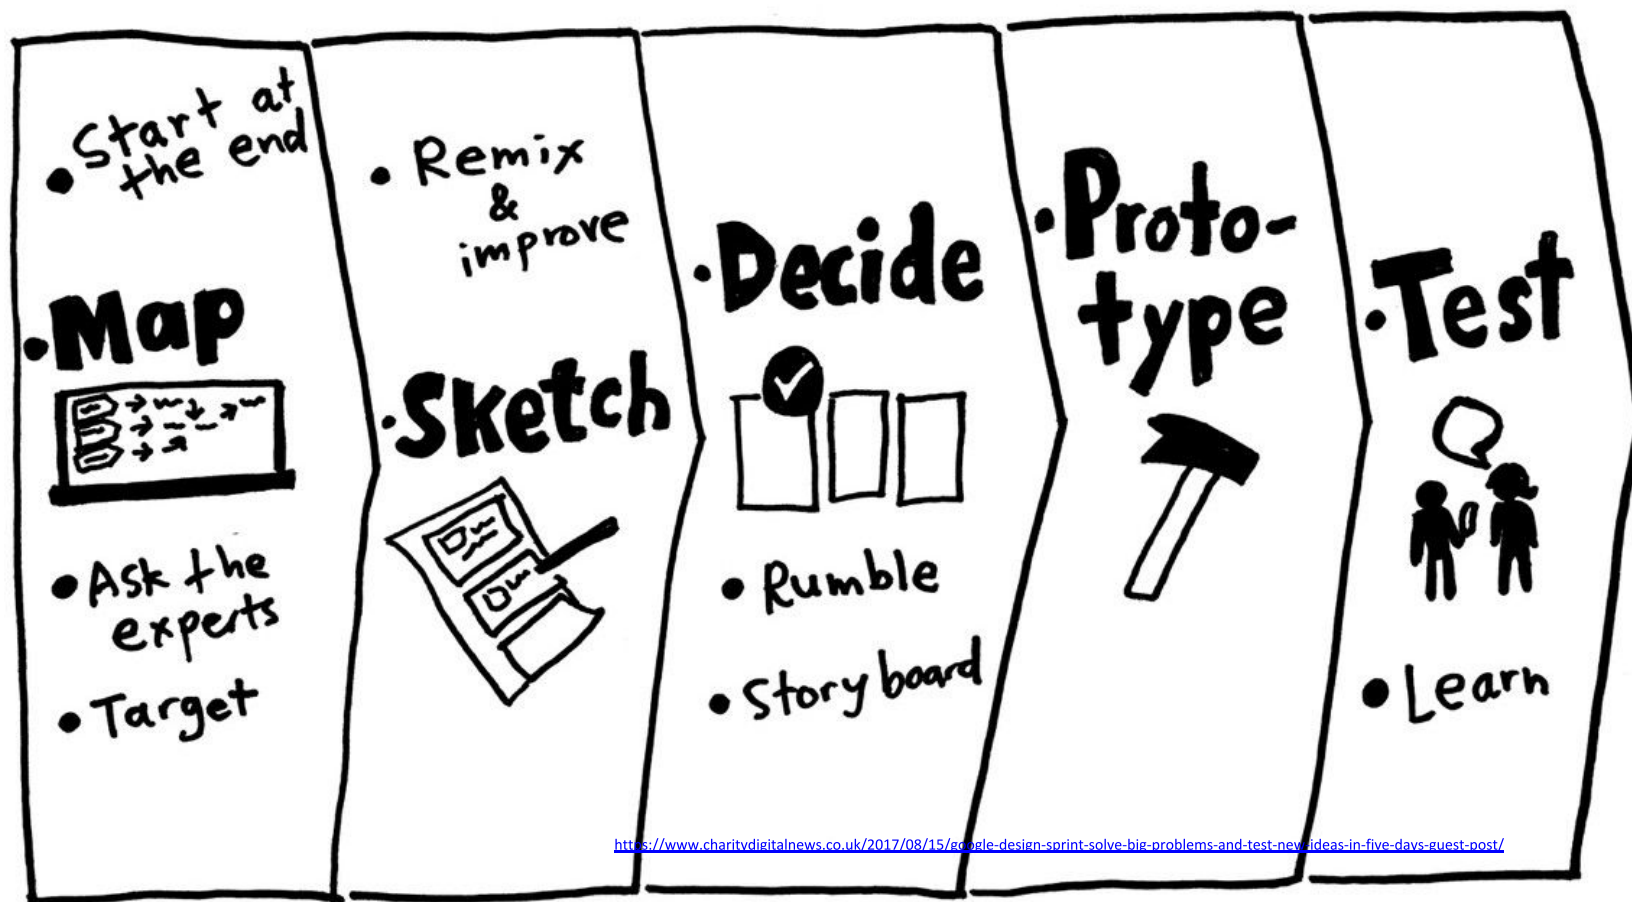 • Start at
the end
• Map
• Ask the
experts
• Target
• Remix
&
improve
• Sketch
• Decide
• Rumble
• Storyboard
• Proto-
type
• Test
• Learn
https://www.charitydigitalnews.co.uk/2017/08/15/google-design-sprint-solve-big-problems-and-test-new-ideas-in-five-days-guest-post/